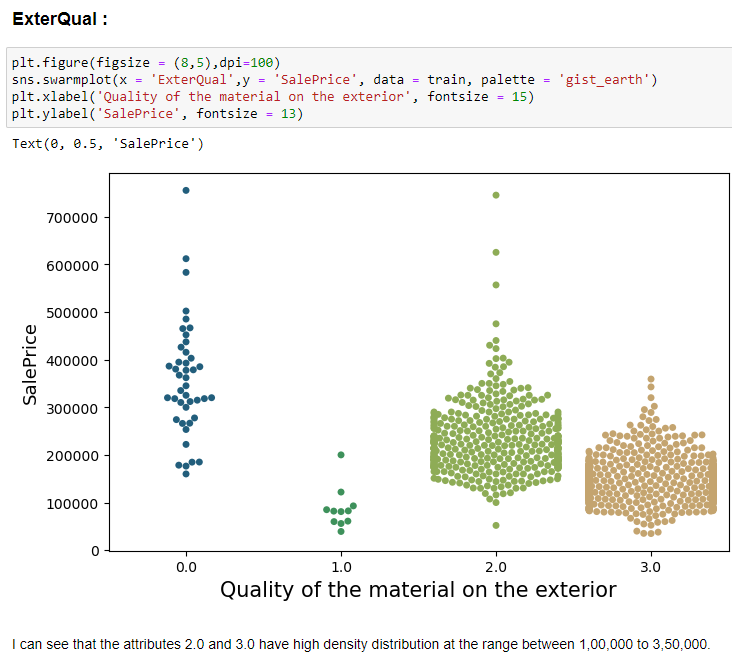 ExterQual :
plt.figure(figsize = (8,5),dpi=100)
sns.swarmplot(x = 'ExterQual',y = 'SalePrice', data = train, palette = 'gist_earth')
plt.xlabel('Quality of the material on the exterior', fontsize = 15)
plt.ylabel('SalePrice', fontsize = 13)
Text(0, 0.5, 'SalePrice')
700000
600000
500000
400000
300000
200000
100000
0
SalePrice
0.0 1.0 2.0 3.0
Quality of the material on the exterior
I can see that the attributes 2.0 and 3.0 have high density distribution at the range between 1,00,000 to 3,50,000.